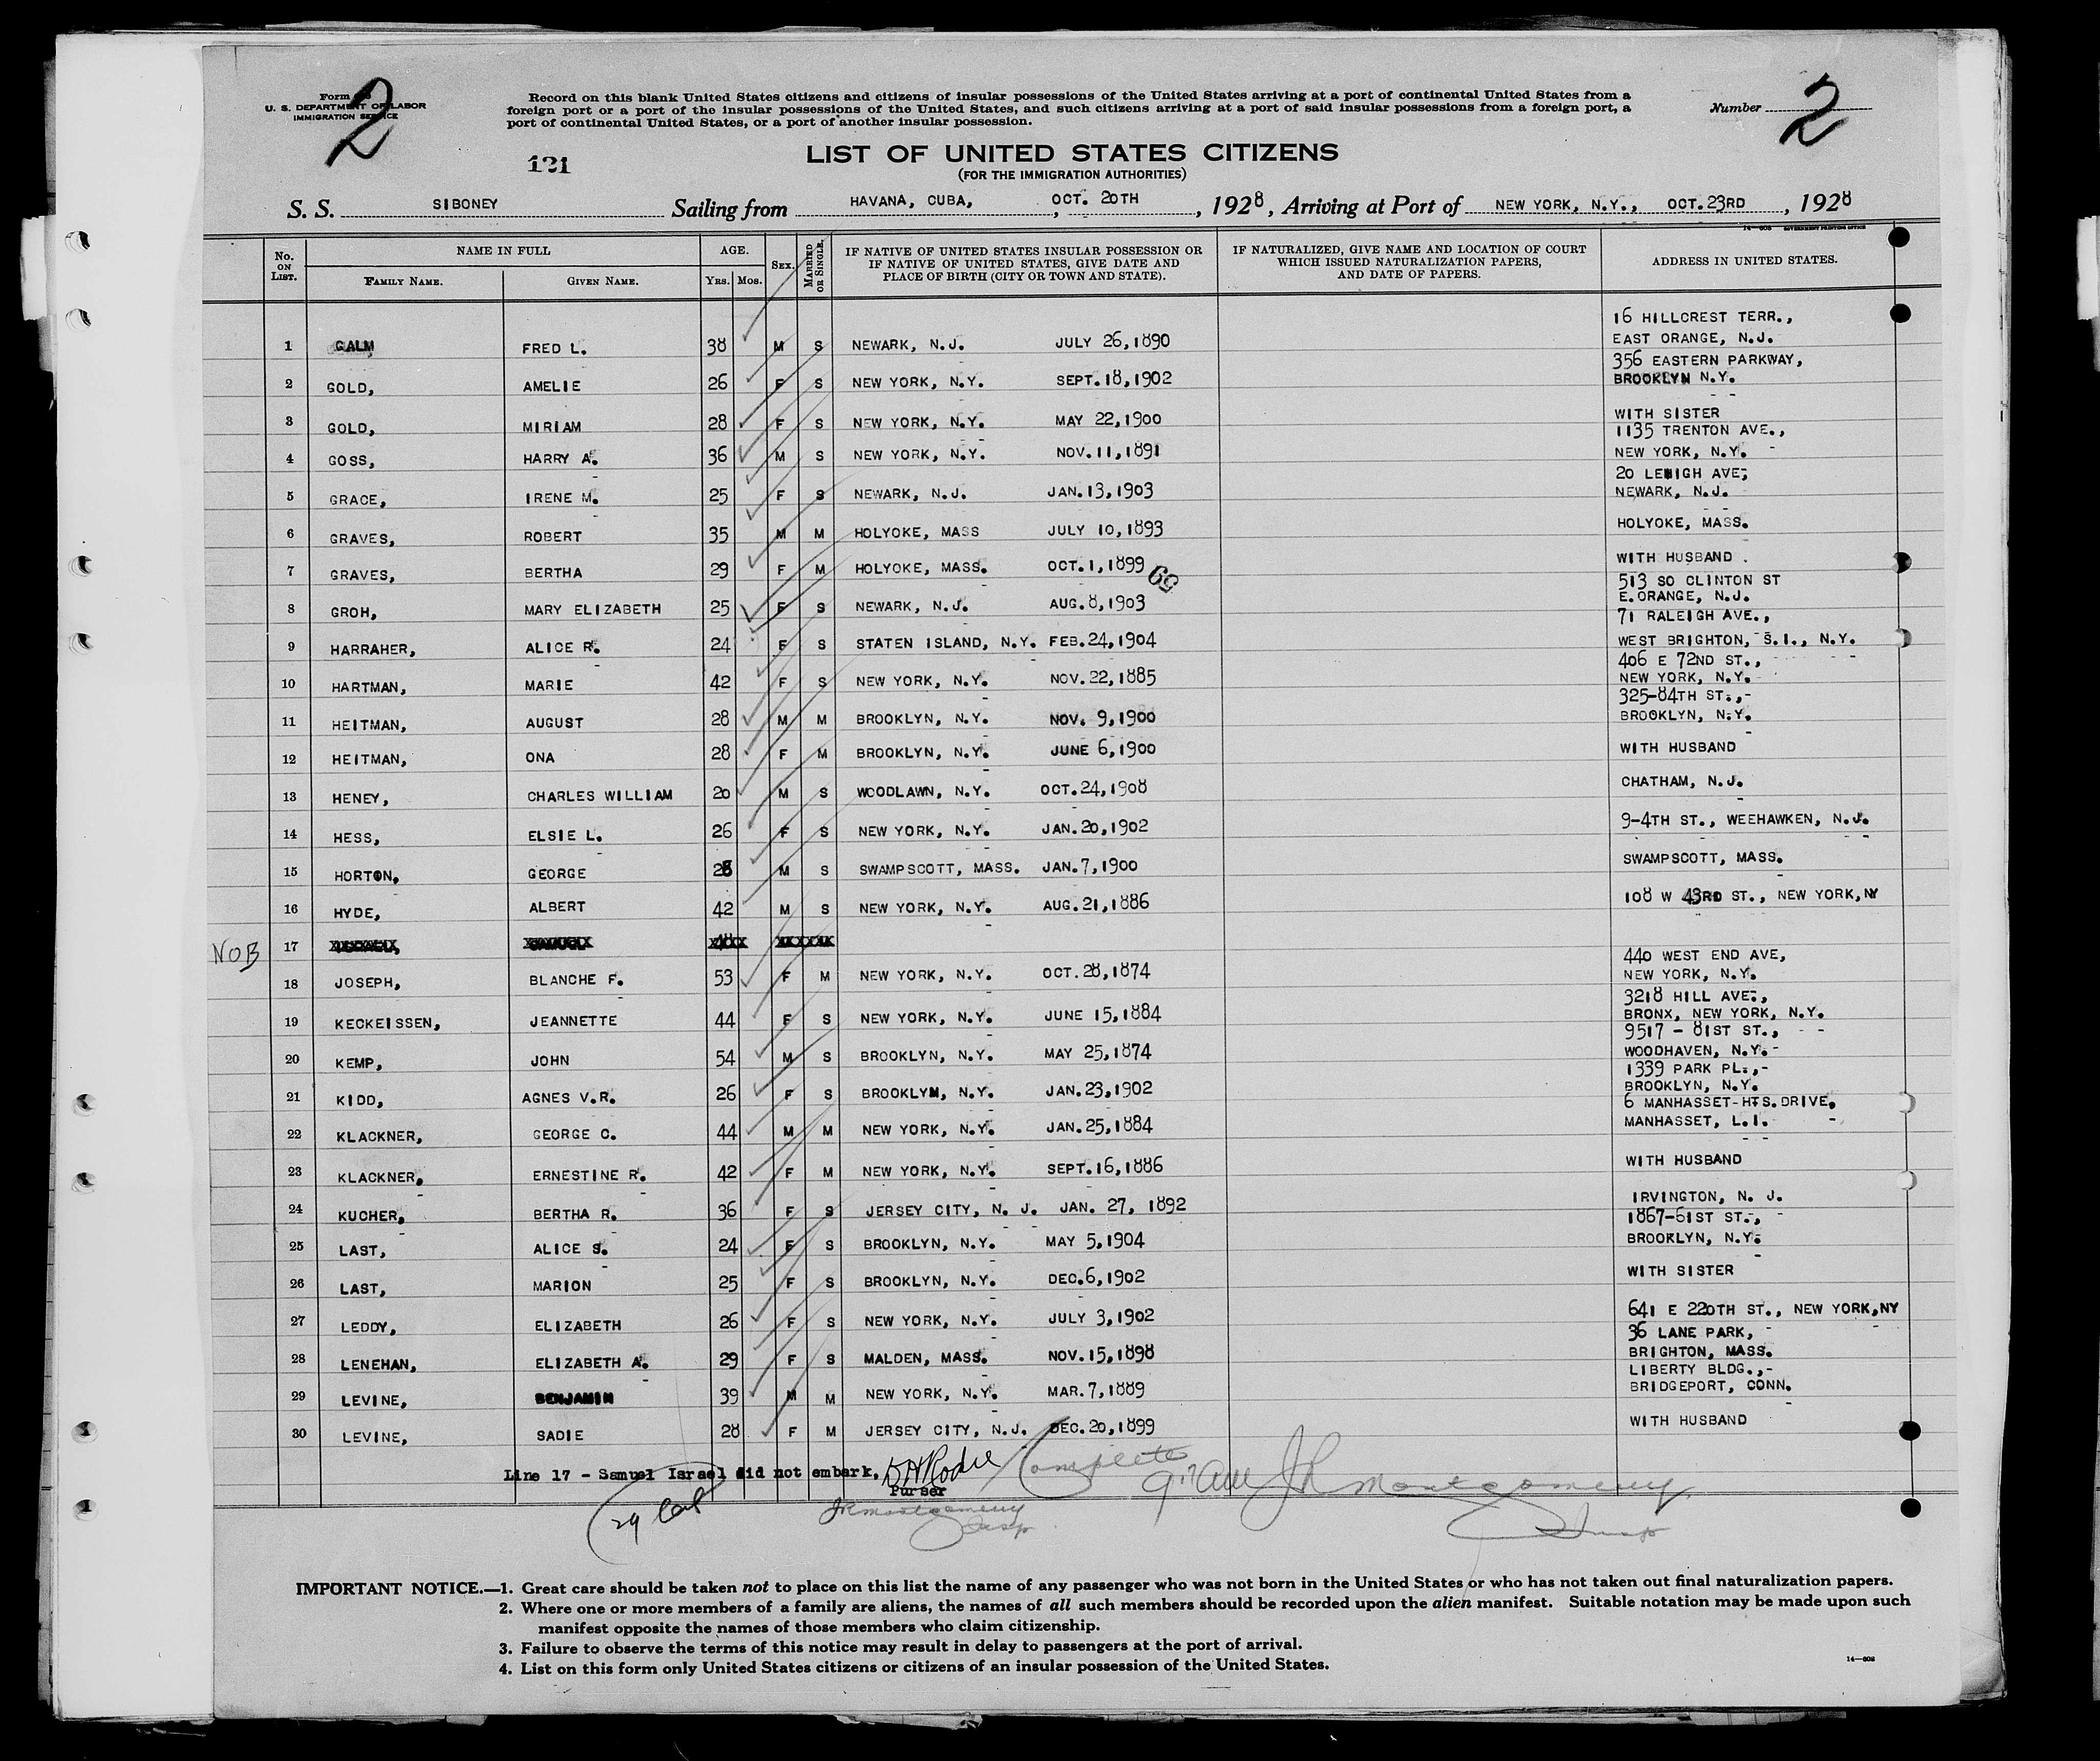 Form
U. S. DEPARTMENT OF LABOR
IMMIGRATION SERVICE
2
Record on this blank United States citizens and citizens of insular possessions of the United States arriving at a port of continental United States from a
foreign port or a port of the insular possessions of the United States, and such citizens arriving at a port of said insular possessions from a foreign port, a
port of continental United States, or a port of another insular possession.
Number 2
121
LIST OF UNITED STATES CITIZENS
(FOR THE IMMIGRATION AUTHORITIES)
S. S. SIBONEY Sailing from HAVANA, CUBA, OCT. 20TH, 1928, Arriving at Port of NEW YORK, N.Y., OCT. 23RD, 1928
14-608 GOVERNMENT PRINTING OFFICE
No. ON LIST. NAME IN FULL AGE. SEX. MARRIED OR SINGLE. IF NATIVE OF UNITED STATES INSULAR POSSESSION OR IF NATIVE OF UNITED STATES, GIVE DATE AND PLACE OF BIRTH (CITY OR TOWN AND STATE). IF NATURALIZED, GIVE NAME AND LOCATION OF COURT WHICH ISSUED NATURALIZATION PAPERS, AND DATE OF PAPERS. ADDRESS IN UNITED STATES.
FAMILY NAME. GIVEN NAME. YRS. MOS.
16 HILLCREST TERR.,
1 GALM FRED L. 38 M S NEWARK, N.J. JULY 26,1890 EAST ORANGE, N.J.
356 EASTERN PARKWAY,
2 GOLD, AMELIE 26 F S NEW YORK, N.Y. SEPT.18,1902 BROOKLYN N.Y.
WITH SISTER
3 GOLD, MIRIAM 28 F S NEW YORK, N.Y. MAY 22,1900
1135 TRENTON AVE.,
4 GOSS, HARRY A. 36 M S NEW YORK, N.Y. NOV.11,1891 NEW YORK, N.Y.
20 LEHIGH AVE,
5 GRACE, IRENE M. 25 F S NEWARK, N.J. JAN.13,1903 NEWARK, N.J.
6 GRAVES, ROBERT 35 M M HOLYOKE, MASS JULY 10,1893 HOLYOKE, MASS.
7 GRAVES, BERTHA 29 F M HOLYOKE, MASS. OCT.1,1899 69 WITH HUSBAND.
513 SO CLINTON ST
8 GROH, MARY ELIZABETH 25 F S NEWARK, N.J. AUG.8,1903 E.ORANGE, N.J.
71 RALEIGH AVE.,
9 HARRAHER, ALICE R. 24 F S STATEN ISLAND, N.Y. FEB.24,1904 WEST BRIGHTON, S.I., N.Y.
406 E 72ND ST.,
10 HARTMAN, MARIE 42 F S NEW YORK, N.Y. NOV.22,1885 NEW YORK, N.Y.
325-84TH ST.,
11 HEITMAN, AUGUST 28 M M BROOKLYN, N.Y. NOV. 9,1900 BROOKLYN, N.Y.
12 HEITMAN, ONA 28 F M BROOKLYN, N.Y. JUNE 6,1900 WITH HUSBAND
13 HENEY, CHARLES WILLIAM 20 M S WOODLAWN, N.Y. OCT.24,1908 CHATHAM, N.J.
14 HESS, ELSIE L. 26 F S NEW YORK, N.Y. JAN.20,1902 9-4TH ST., WEEHAWKEN, N.J.
15 HORTON, GEORGE 28 M S SWAMPSCOTT, MASS. JAN.7,1900 SWAMPSCOTT, MASS.
16 HYDE, ALBERT 42 M S NEW YORK, N.Y. AUG.21,1886 108 W 43RD ST., NEW YORK,NY
NOB 17
440 WEST END AVE,
18 JOSEPH, BLANCHE F. 53 F M NEW YORK, N.Y. OCT.28,1874 NEW YORK, N.Y.
3218 HILL AVE.,
19 KECKEISSEN, JEANNETTE 44 F S NEW YORK, N.Y. JUNE 15,1884 BRONX, NEW YORK, N.Y.
9517 - 81ST ST.,
20 KEMP, JOHN 54 M S BROOKLYN, N.Y. MAY 25,1874 WOODHAVEN, N.Y.
1339 PARK PL.,
21 KIDD, AGNES V.R. 26 F S BROOKLYN, N.Y. JAN.23,1902 BROOKLYN, N.Y.
6 MANHASSET-HTS.DRIVE,
22 KLACKNER, GEORGE C. 44 M M NEW YORK, N.Y. JAN.25,1884 MANHASSET, L.I.
23 KLACKNER, ERNESTINE R. 42 F M NEW YORK, N.Y. SEPT.16,1886 WITH HUSBAND
24 KUCHER, BERTHA R. 36 F S JERSEY CITY, N. J. JAN. 27, 1892 IRVINGTON, N. J.
1867-61ST ST.,
25 LAST, ALICE S. 24 F S BROOKLYN, N.Y. MAY 5,1904 BROOKLYN, N.Y.
26 LAST, MARION 25 F S BROOKLYN, N.Y. DEC.6,1902 WITH SISTER
27 LEDDY, ELIZABETH 26 F S NEW YORK, N.Y. JULY 3,1902 641 E 220TH ST., NEW YORK,NY
36 LANE PARK,
28 LENEHAN, ELIZABETH A. 29 F S MALDEN, MASS. NOV.15,1898 BRIGHTON, MASS.
LIBERTY BLDG.,
29 LEVINE, BENJAMIN 39 M M NEW YORK, N.Y. MAR.7,1889 BRIDGEPORT, CONN.
30 LEVINE, SADIE 28 F M JERSEY CITY, N.J. DEC.20,1899 WITH HUSBAND
Line 17 - Samuel Israel did not embark.
Purser
Complete
JRMontgomery
Insp
29
JRMontgomery
Insp
IMPORTANT NOTICE.—1. Great care should be taken not to place on this list the name of any passenger who was not born in the United States or who has not taken out final naturalization papers.
2. Where one or more members of a family are aliens, the names of all such members should be recorded upon the alien manifest. Suitable notation may be made upon such
manifest opposite the names of those members who claim citizenship.
3. Failure to observe the terms of this notice may result in delay to passengers at the port of arrival.
4. List on this form only United States citizens or citizens of an insular possession of the United States.
14-608